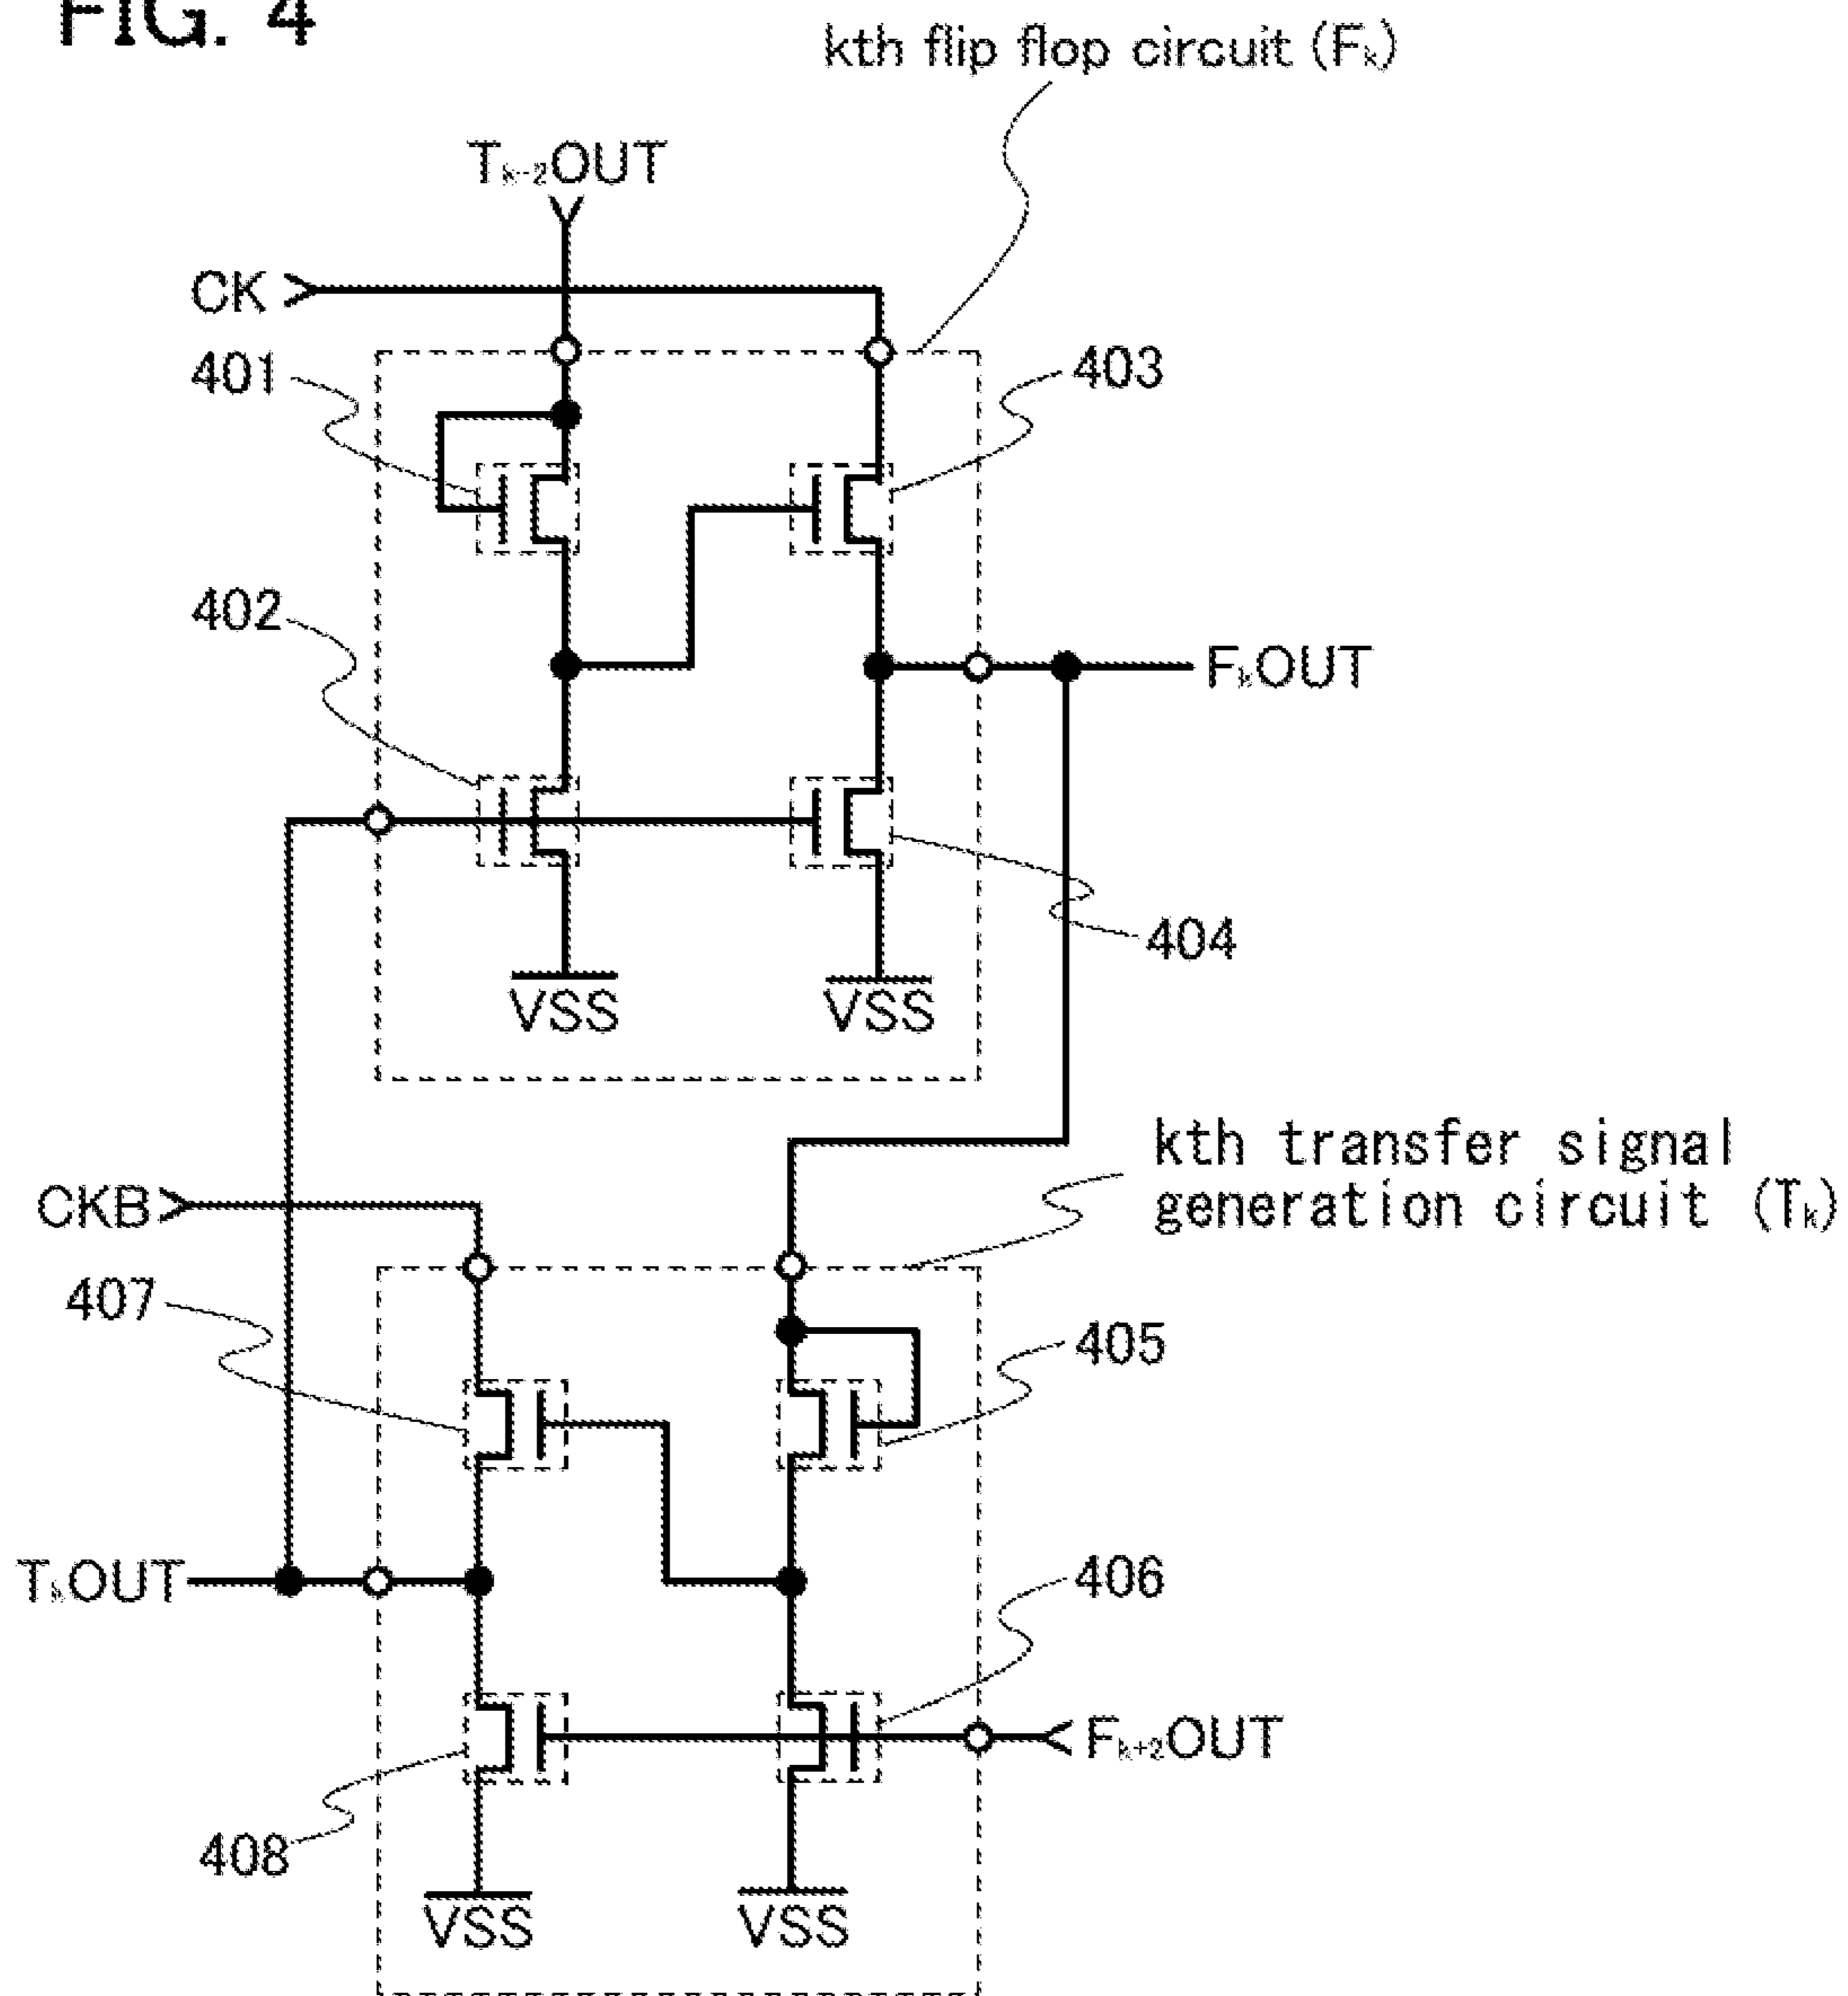 FIG. 4
kth flip flop circuit (Fk)
Tk-2OUT
CK
401
403
402
FkOUT
404
VSS
VSS
kth transfer signal
generation circuit (Tk)
CKB
407
405
TkOUT
406
Fk+2OUT
408
VSS
VSS